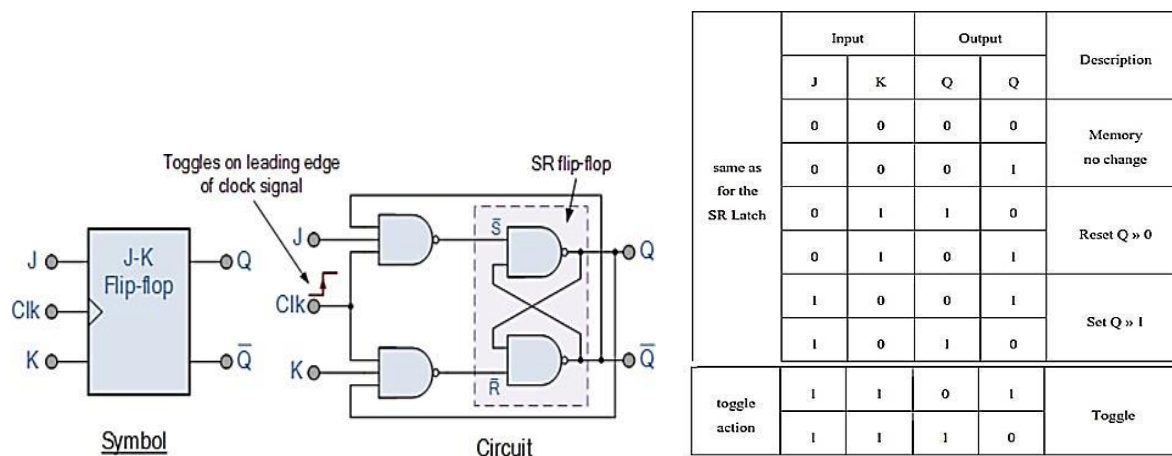 Toggles on leading edge
of clock signal
SR flip-flop
J
J-K
Flip-flop
Q
Clk
K
Q̅
Symbol
J
S̅
Q
Clk
K
R̅
Q̅
Circuit
Input Output Description
J K Q Q
same as
for the
SR Latch
0 0 0 0
Memory
no change
0 0 0 1
0 1 1 0
Reset Q » 0
0 1 0 1
1 0 0 1
Set Q » 1
1 0 1 0
toggle
action
1 1 0 1
Toggle
1 1 1 0